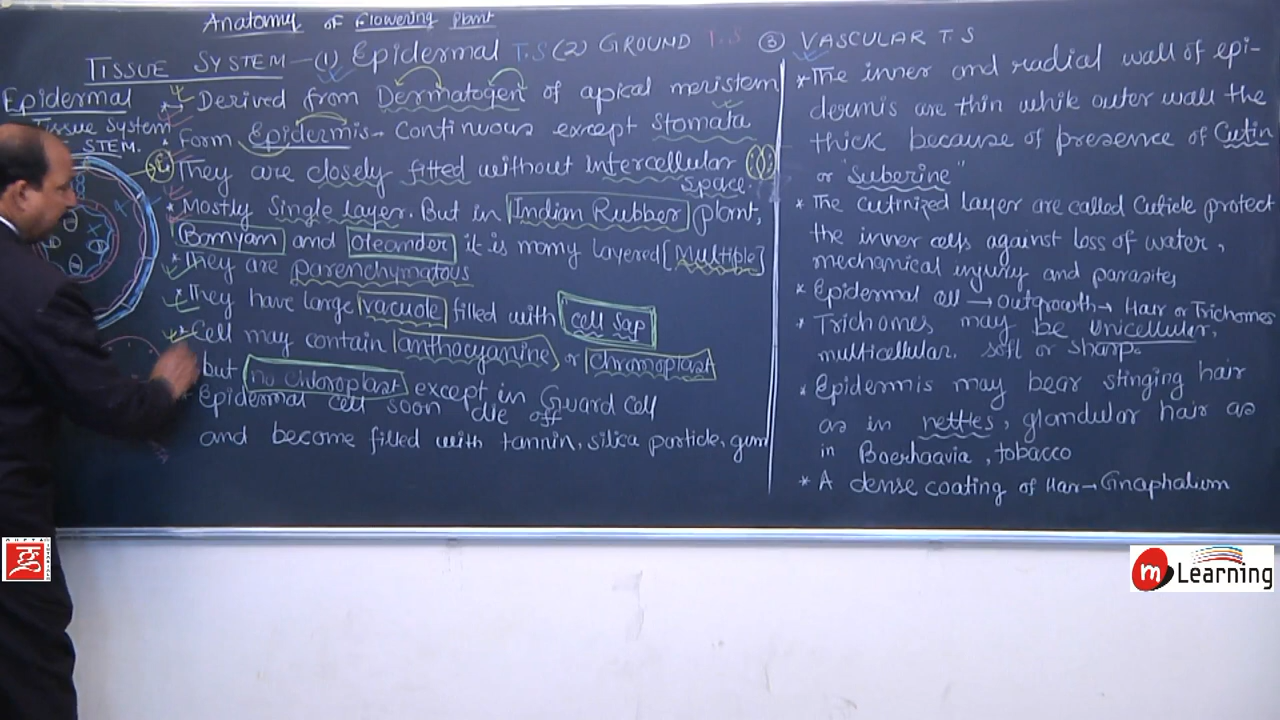 Anatomy of Flowering Plant
TISSUE SYSTEM - (1) Epidermal T.S (2) GROUND T.S (3) VASCULAR T.S
Epidermal
Tissue System
STEM.
* Derived from Dermatogen of apical meristem
* Form Epidermis - Continuous except Stomata
* They are closely fitted without intercellular
space.
* Mostly Single layer. But in Indian Rubber plant,
Bamyam and Oteander it is many layered [Multiple]
* They are parenchymatous
* They have large vacuole filled with cell sap
* Cell may contain anthocyanine or Chromoplast
but no chloroplast except in Guard Cell
* Epidermal cell soon die off
and become filled with tannin, silica particle, gum
* The inner and radial wall of epi-
dermis are thin while outer wall the
thick because of presence of Cutin
or "Suberine"
* The cutinized layer are called Cuticle protect
the inner cells against loss of water,
mechanical injury and parasites
* Epidermal cell → outgrowth → Hair or Trichomes
* Trichomes may be Unicellular,
multicellular. soft or sharp.
* Epidermis may bear stinging hair
as in nettles, glandular hair as
in Boerhaavia, tobacco
* A dense coating of Hair → Gnaphalium
m Learning